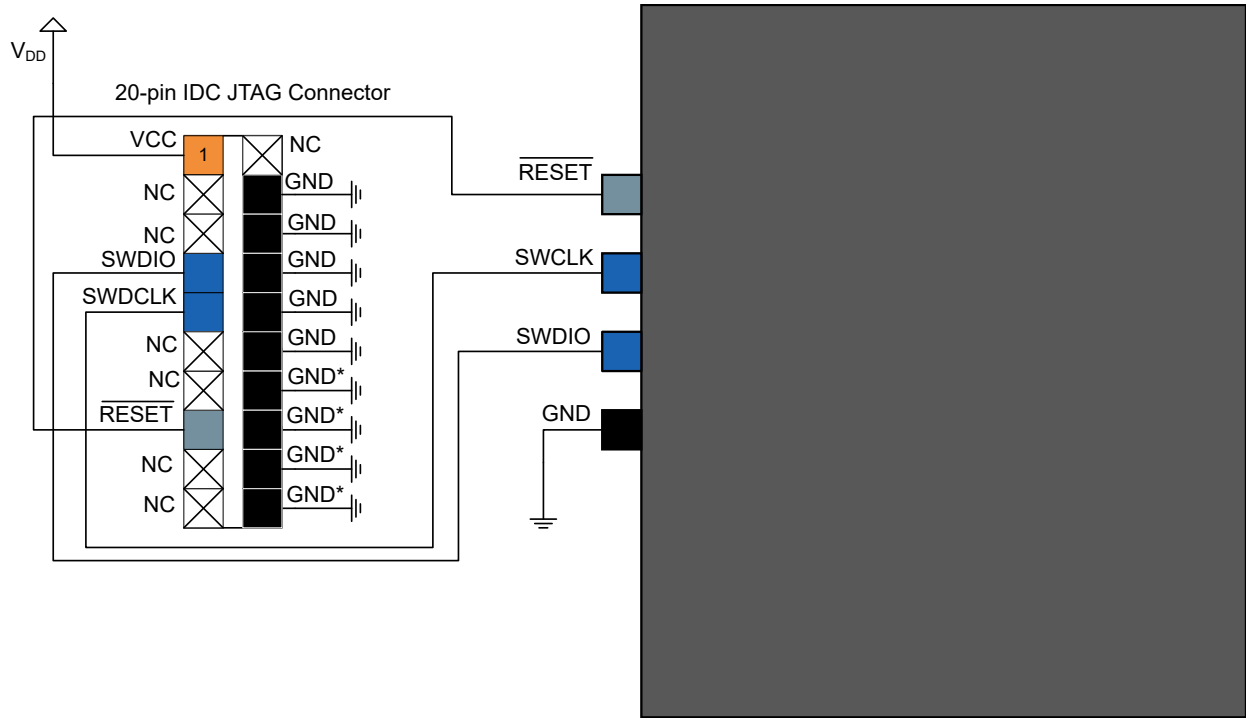 V_DD
20-pin IDC JTAG Connector
VCC
1
NC
NC
GND
NC
GND
SWDIO
GND
SWDCLK
GND
NC
GND
NC
GND*
RESET
GND*
NC
GND*
NC
GND*
RESET
SWCLK
SWDIO
GND